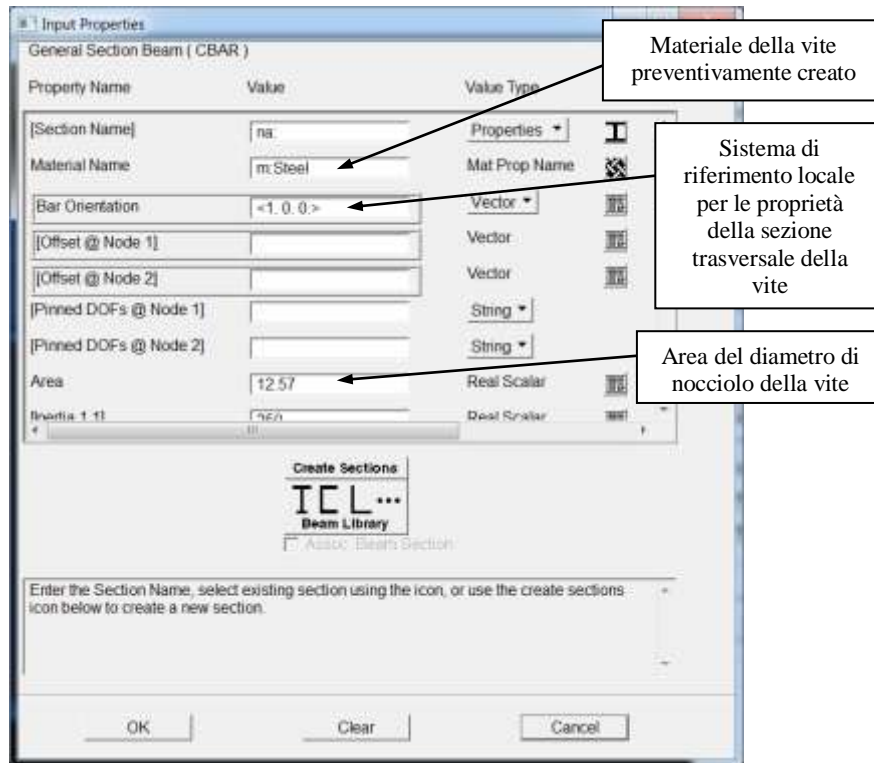 Input Properties
General Section Beam ( CBAR )
Property Name Value Value Type
[Section Name] na: Properties
Material Name m:Steel Mat Prop Name
Bar Orientation <1. 0. 0.> Vector
[Offset @ Node 1] Vector
[Offset @ Node 2] Vector
[Pinned DOFs @ Node 1] String
[Pinned DOFs @ Node 2] String
Area 12.57 Real Scalar
[Inertia 1,1] Real Scalar
Create Sections
Beam Library
Assoc. Beam Section
Enter the Section Name, select existing section using the icon, or use the create sections
icon below to create a new section.
OK Clear Cancel
Materiale della vite
preventivamente creato
Sistema di
riferimento locale
per le proprietà
della sezione
trasversale della
vite
Area del diametro di
nocciolo della vite